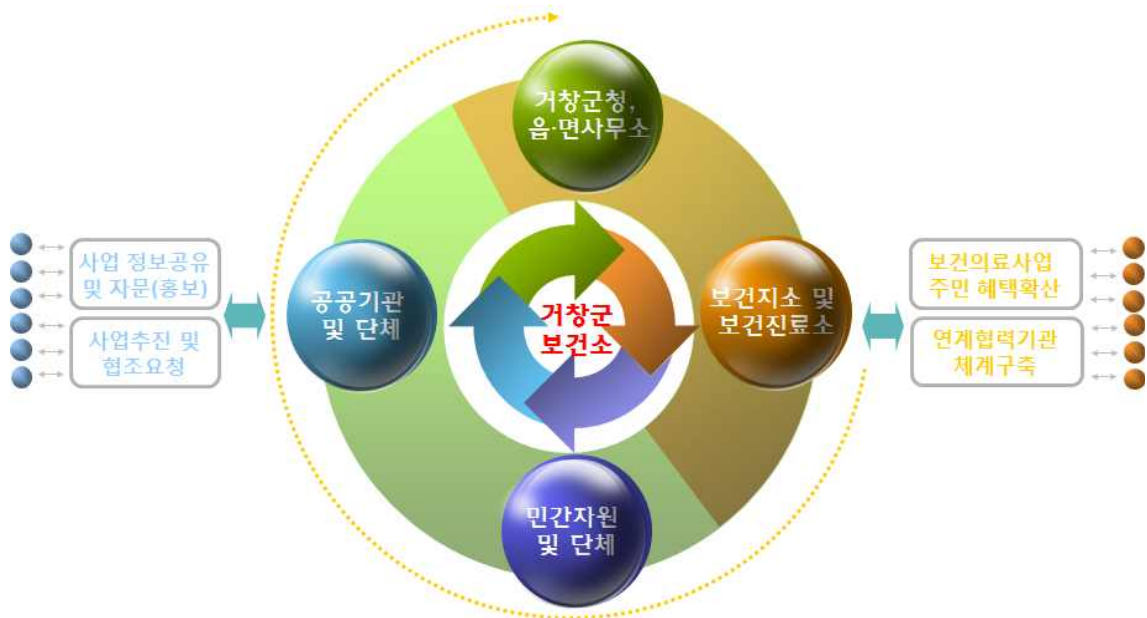 거창군청,
읍·면사무소
사업 정보공유
및 자문(홍보)
사업추진 및
협조요청
공공기관
및 단체
거창군
보건소
보건지소 및
보건진료소
보건의료사업
주민 혜택확산
연계협력기관
체계구축
민간자원
및 단체